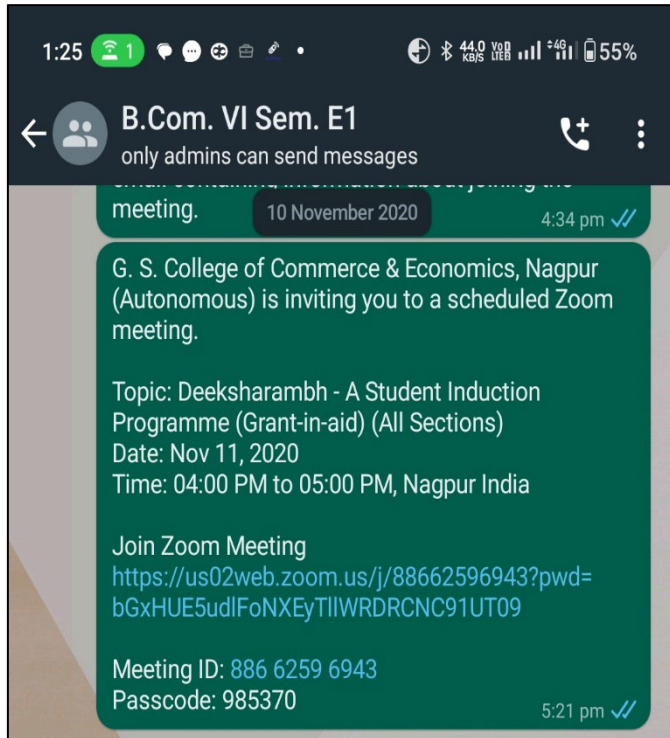 1:25 1 44.0 KB/S 4G 55%
B.Com. VI Sem. E1
only admins can send messages
meeting.
10 November 2020
4:34 pm
G. S. College of Commerce & Economics, Nagpur
(Autonomous) is inviting you to a scheduled Zoom
meeting.
Topic: Deeksharambh - A Student Induction
Programme (Grant-in-aid) (All Sections)
Date: Nov 11, 2020
Time: 04:00 PM to 05:00 PM, Nagpur India
Join Zoom Meeting
https://us02web.zoom.us/j/88662596943?pwd=
bGxHUE5udlFoNXEyTllWRDRCNC91UT09
Meeting ID: 886 6259 6943
Passcode: 985370
5:21 pm